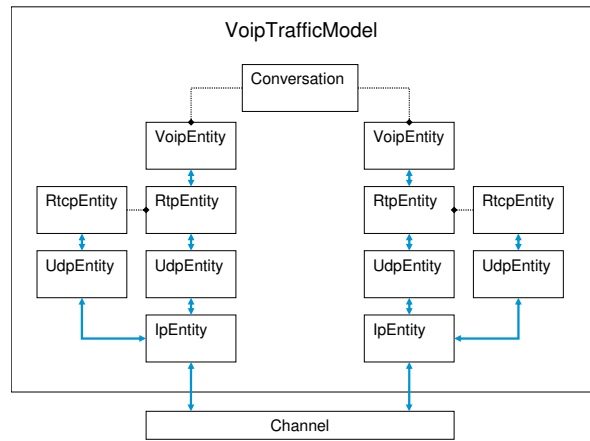 VoipTrafficModel
Conversation
VoipEntity
VoipEntity
RtcpEntity
RtpEntity
RtpEntity
RtcpEntity
UdpEntity
UdpEntity
UdpEntity
UdpEntity
IpEntity
IpEntity
Channel